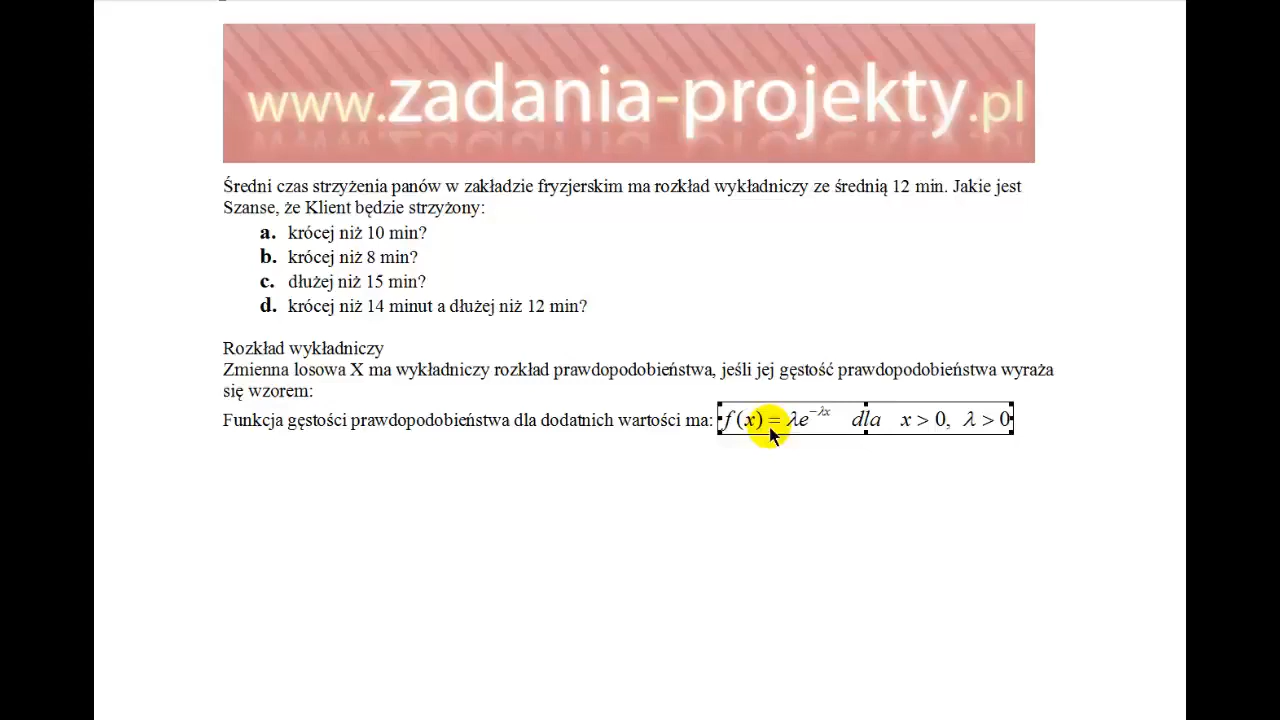 www.zadania-projekty.pl
Średni czas strzyżenia panów w zakładzie fryzjerskim ma rozkład wykładniczy ze średnią 12 min. Jakie jest
Szanse, że Klient będzie strzyżony:
a. krócej niż 10 min?
b. krócej niż 8 min?
c. dłużej niż 15 min?
d. krócej niż 14 minut a dłużej niż 12 min?
Rozkład wykładniczy
Zmienna losowa X ma wykładniczy rozkład prawdopodobieństwa, jeśli jej gęstość prawdopodobieństwa wyraża
się wzorem:
Funkcja gęstości prawdopodobieństwa dla dodatnich wartości ma: f(x) = λe^{−λx} dla x > 0, λ > 0